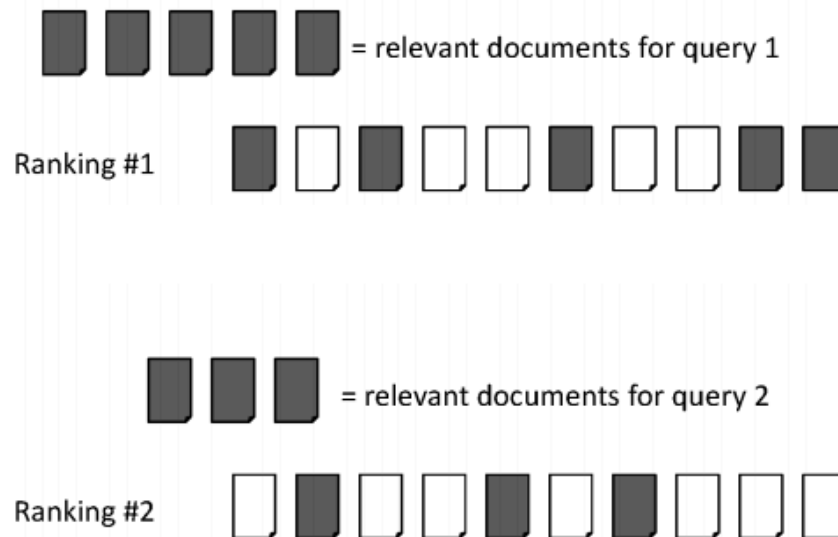 = relevant documents for query 1
Ranking #1
= relevant documents for query 2
Ranking #2